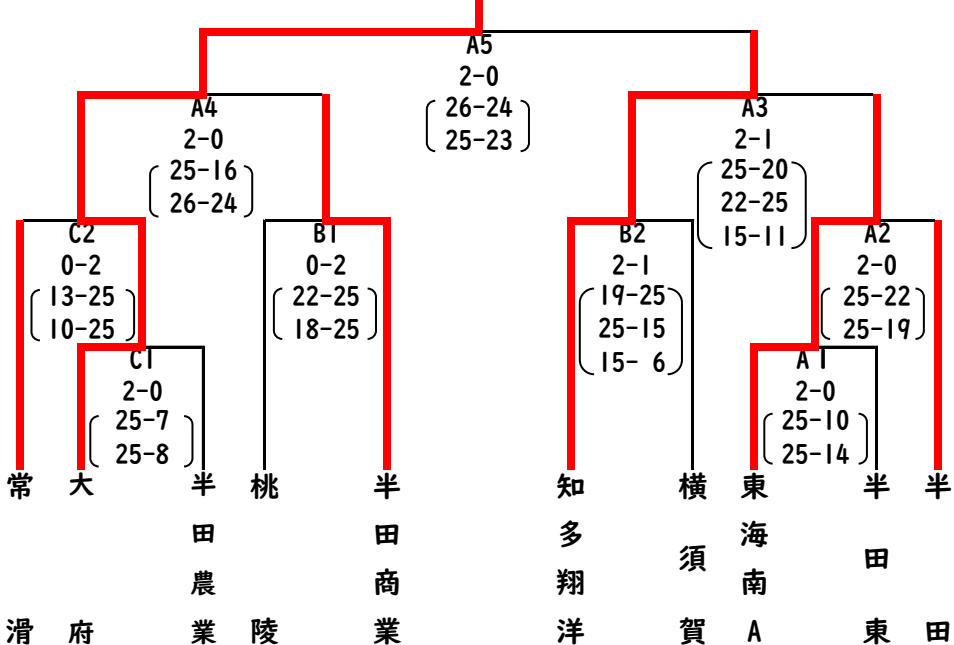 A5
2-0
26-24
25-23
A4
2-0
25-16
26-24
A3
2-1
25-20
22-25
15-11
C2
0-2
13-25
10-25
B1
0-2
22-25
18-25
B2
2-1
19-25
25-15
15- 6
A2
2-0
25-22
25-19
C1
2-0
25-7
25-8
A1
2-0
25-10
25-14
常滑
大府
半田農業
桃陵
半田商業
知多翔洋
横須賀
東海南A
半田東
半田